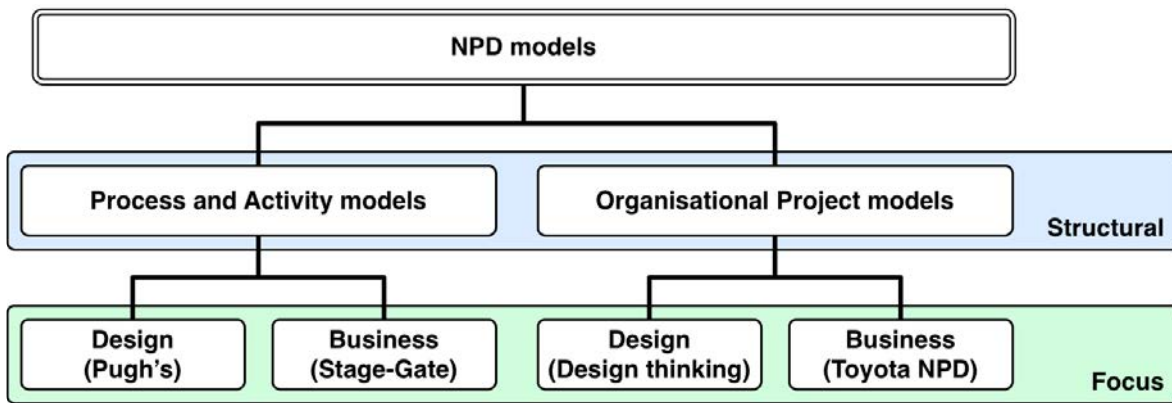 NPD models
Process and Activity models
Organisational Project models
Structural
Design
(Pugh's)
Business
(Stage-Gate)
Design
(Design thinking)
Business
(Toyota NPD)
Focus